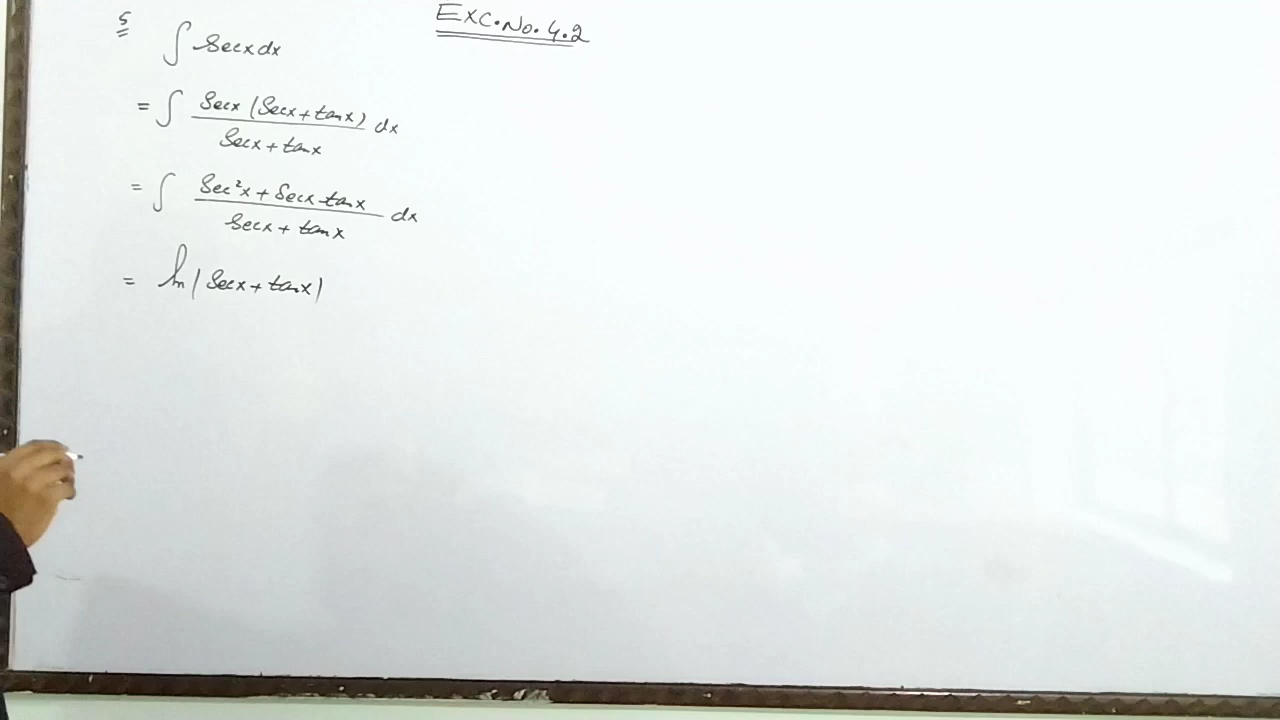 Exc.No.4.2
5
∫ Secx dx
= ∫ Secx (Secx + tanx) / Secx + tanx dx
= ∫ Sec²x + Secx tanx / Secx + tanx dx
= ln |Secx + tanx|